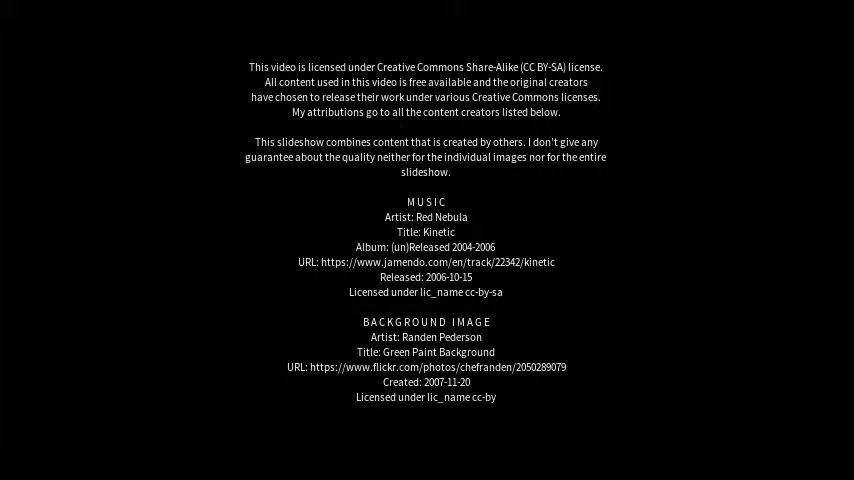 This video is licensed under Creative Commons Share-Alike (CC BY-SA) license.
All content used in this video is free available and the original creators
have chosen to release their work under various Creative Commons licenses.
My attributions go to all the content creators listed below.
This slideshow combines content that is created by others. I don't give any
guarantee about the quality neither for the individual images nor for the entire
slideshow.
MUSIC
Artist: Red Nebula
Title: Kinetic
Album: (un)Released 2004-2006
URL: https://www.jamendo.com/en/track/22342/kinetic
Released: 2006-10-15
Licensed under lic_name cc-by-sa
BACKGROUND IMAGE
Artist: Randen Pederson
Title: Green Paint Background
URL: https://www.flickr.com/photos/chefranden/2050289079
Created: 2007-11-20
Licensed under lic_name cc-by